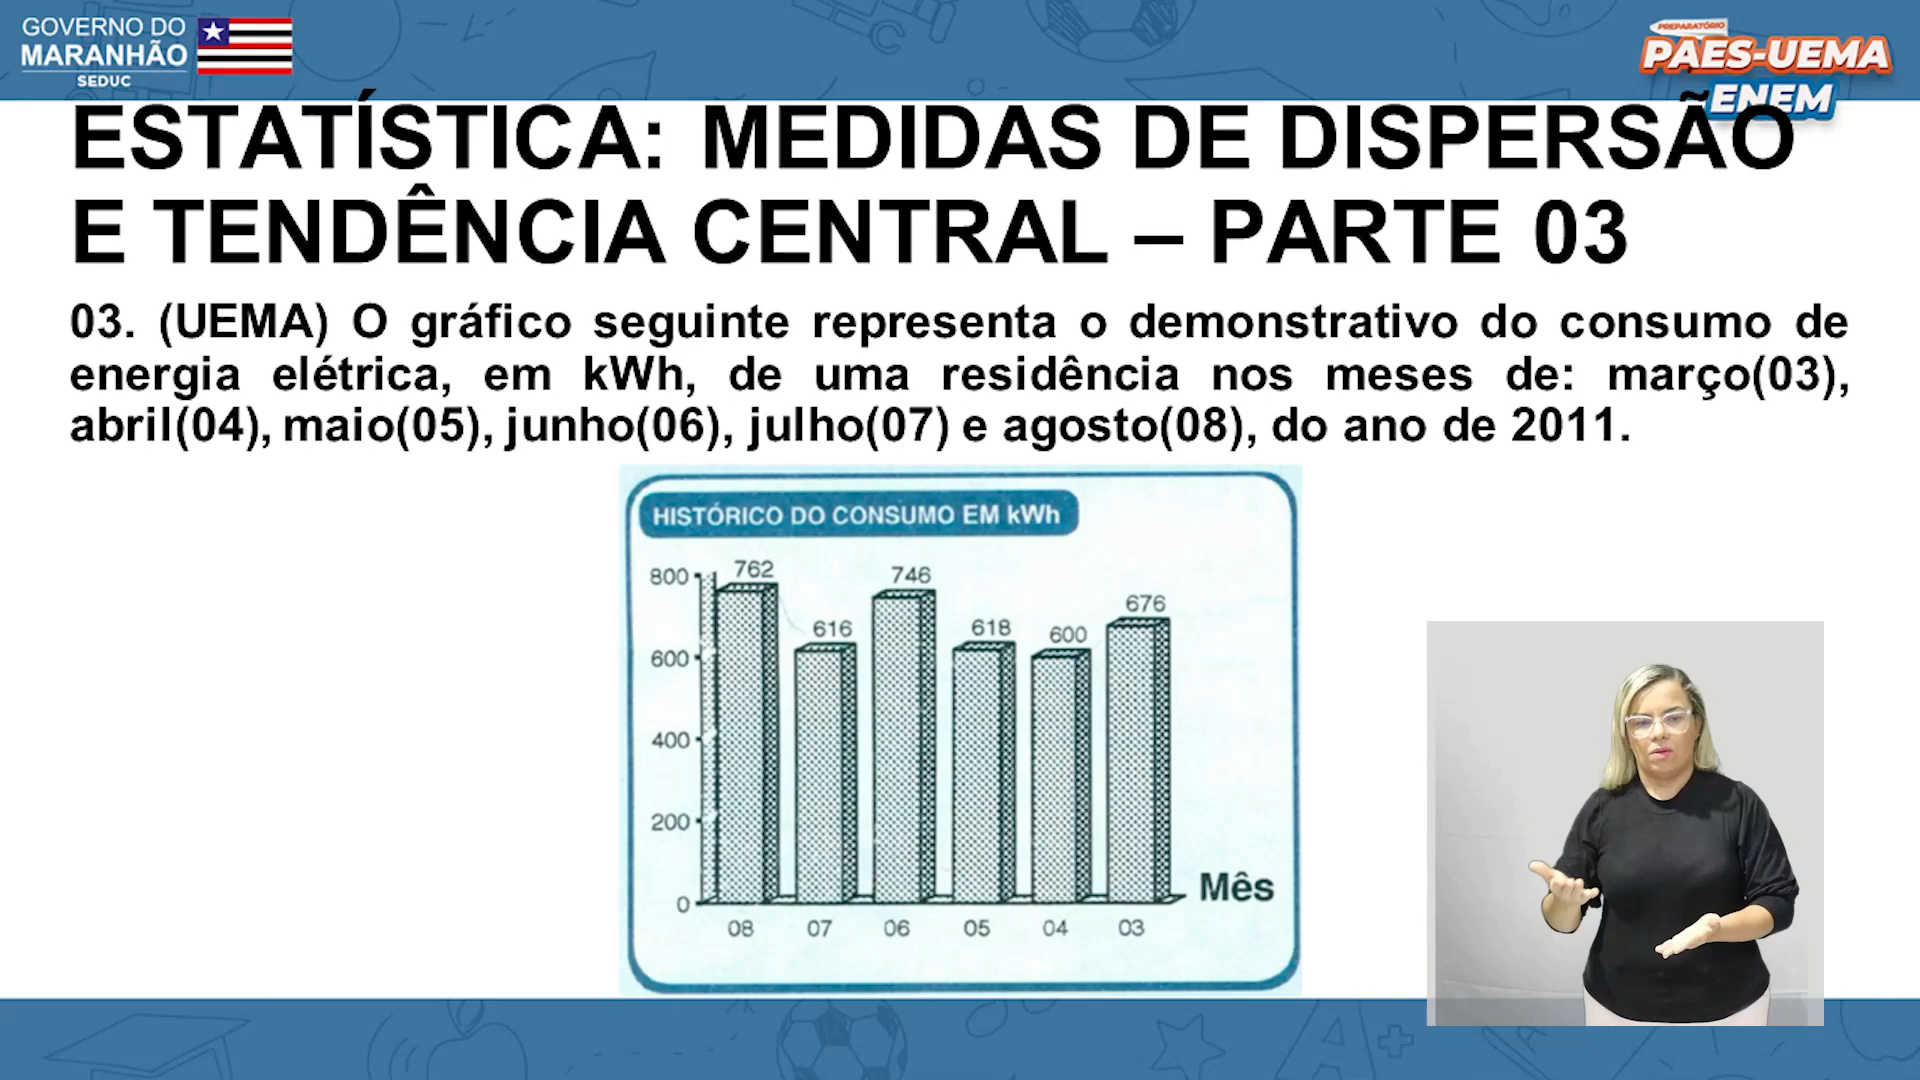 GOVERNO DO
MARANHÃO
SEDUC
PREPARATÓRIO
PAES-UEMA
ENEM
ESTATÍSTICA: MEDIDAS DE DISPERSÃO
E TENDÊNCIA CENTRAL – PARTE 03
03. (UEMA) O gráfico seguinte representa o demonstrativo do consumo de
energia elétrica, em kWh, de uma residência nos meses de: março(03),
abril(04), maio(05), junho(06), julho(07) e agosto(08), do ano de 2011.
HISTÓRICO DO CONSUMO EM kWh
800 762 616 746 618 600 676
600
400
200
0
Mês
08 07 06 05 04 03